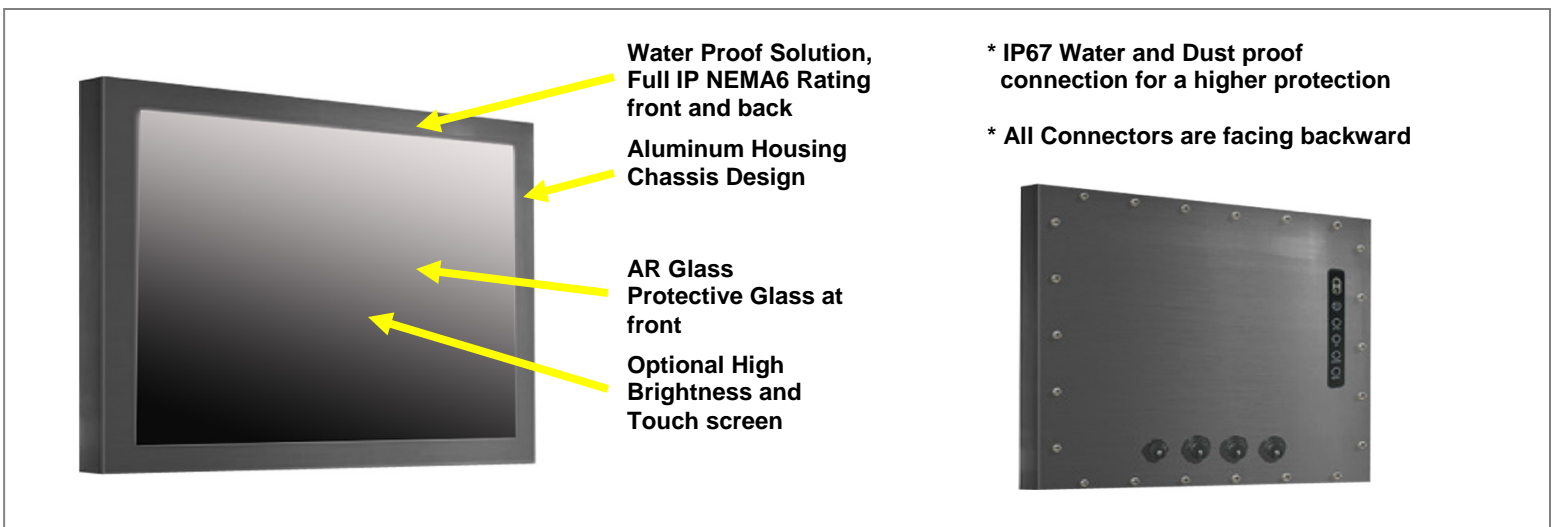 Water Proof Solution,
Full IP NEMA6 Rating
front and back
Aluminum Housing
Chassis Design
AR Glass
Protective Glass at
front
Optional High
Brightness and
Touch screen
* IP67 Water and Dust proof
connection for a higher protection
* All Connectors are facing backward